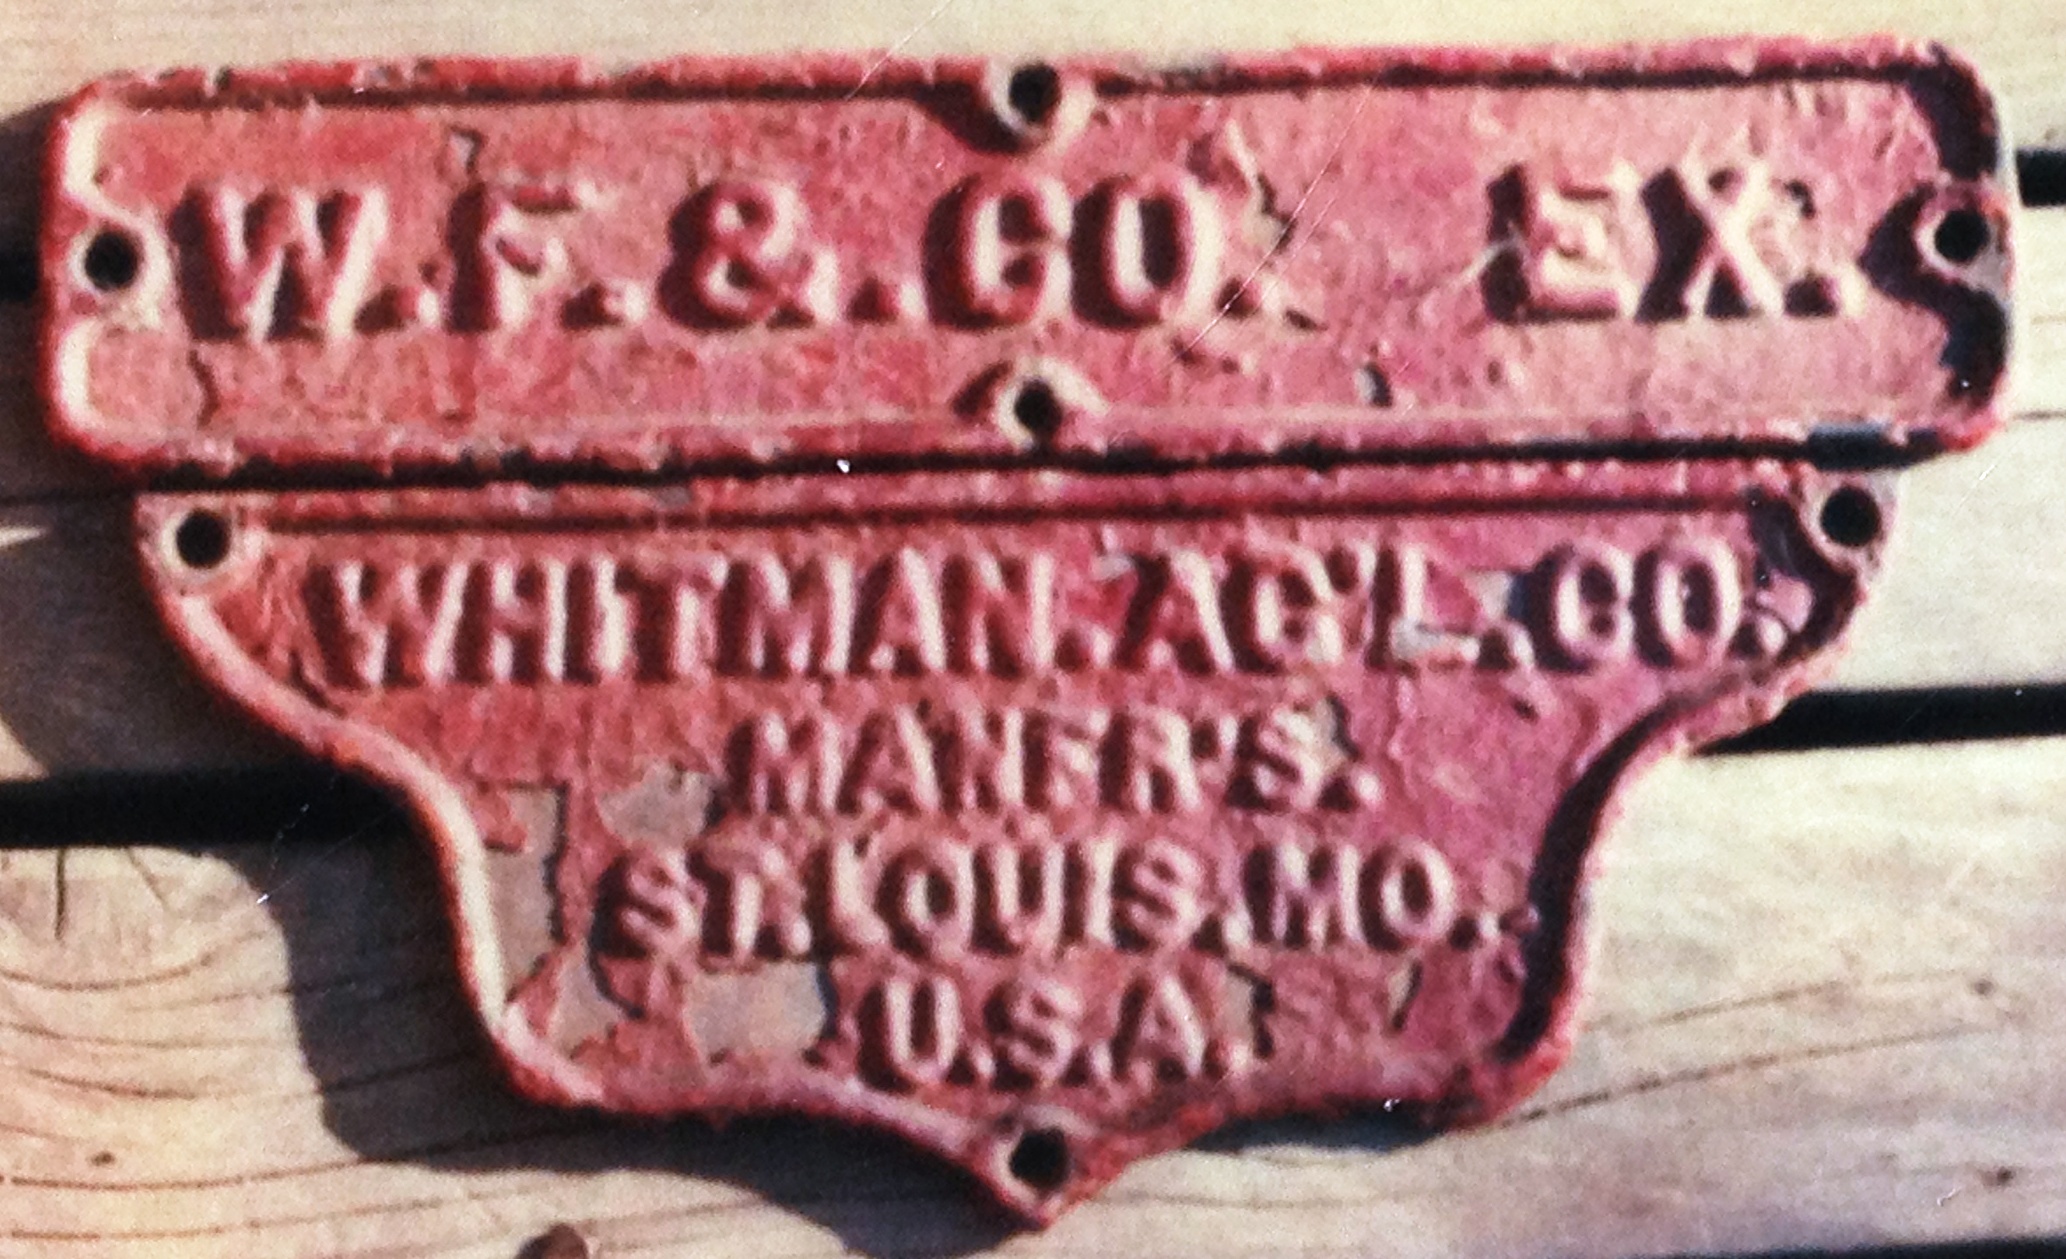 W.F.&.CO. EX.
WHITMAN.AG'L.CO.
MANFR'S.
ST.LOUIS.MO.
U.S.A.